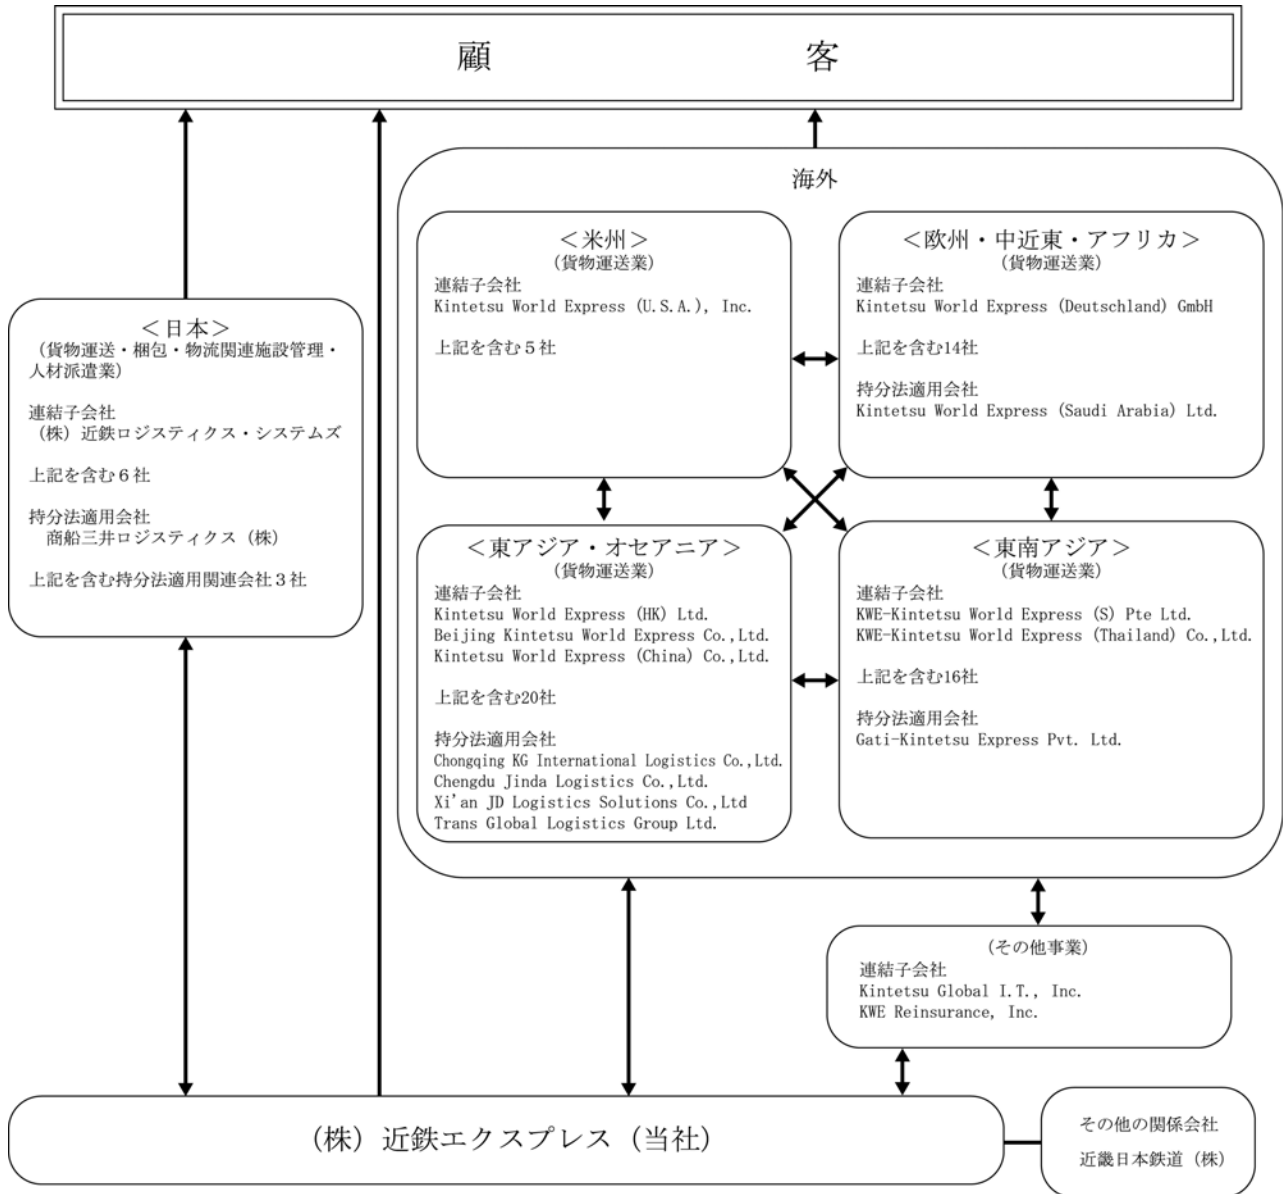 顧客
海外
＜米州＞
（貨物運送業）
連結子会社
Kintetsu World Express (U.S.A.), Inc.
上記を含む５社
＜欧州・中近東・アフリカ＞
（貨物運送業）
連結子会社
Kintetsu World Express (Deutschland) GmbH
上記を含む14社
持分法適用会社
Kintetsu World Express (Saudi Arabia) Ltd.
＜日本＞
（貨物運送・梱包・物流関連施設管理・
人材派遣業）
連結子会社
（株）近鉄ロジスティクス・システムズ
上記を含む６社
持分法適用会社
商船三井ロジスティクス（株）
上記を含む持分法適用関連会社３社
＜東アジア・オセアニア＞
（貨物運送業）
連結子会社
Kintetsu World Express (HK) Ltd.
Beijing Kintetsu World Express Co.,Ltd.
Kintetsu World Express (China) Co.,Ltd.
上記を含む20社
持分法適用会社
Chongqing KG International Logistics Co.,Ltd.
Chengdu Jinda Logistics Co.,Ltd.
Xi'an JD Logistics Solutions Co.,Ltd
Trans Global Logistics Group Ltd.
＜東南アジア＞
（貨物運送業）
連結子会社
KWE-Kintetsu World Express (S) Pte Ltd.
KWE-Kintetsu World Express (Thailand) Co.,Ltd.
上記を含む16社
持分法適用会社
Gati-Kintetsu Express Pvt. Ltd.
（その他事業）
連結子会社
Kintetsu Global I.T., Inc.
KWE Reinsurance, Inc.
（株）近鉄エクスプレス（当社）
その他の関係会社
近畿日本鉄道（株）